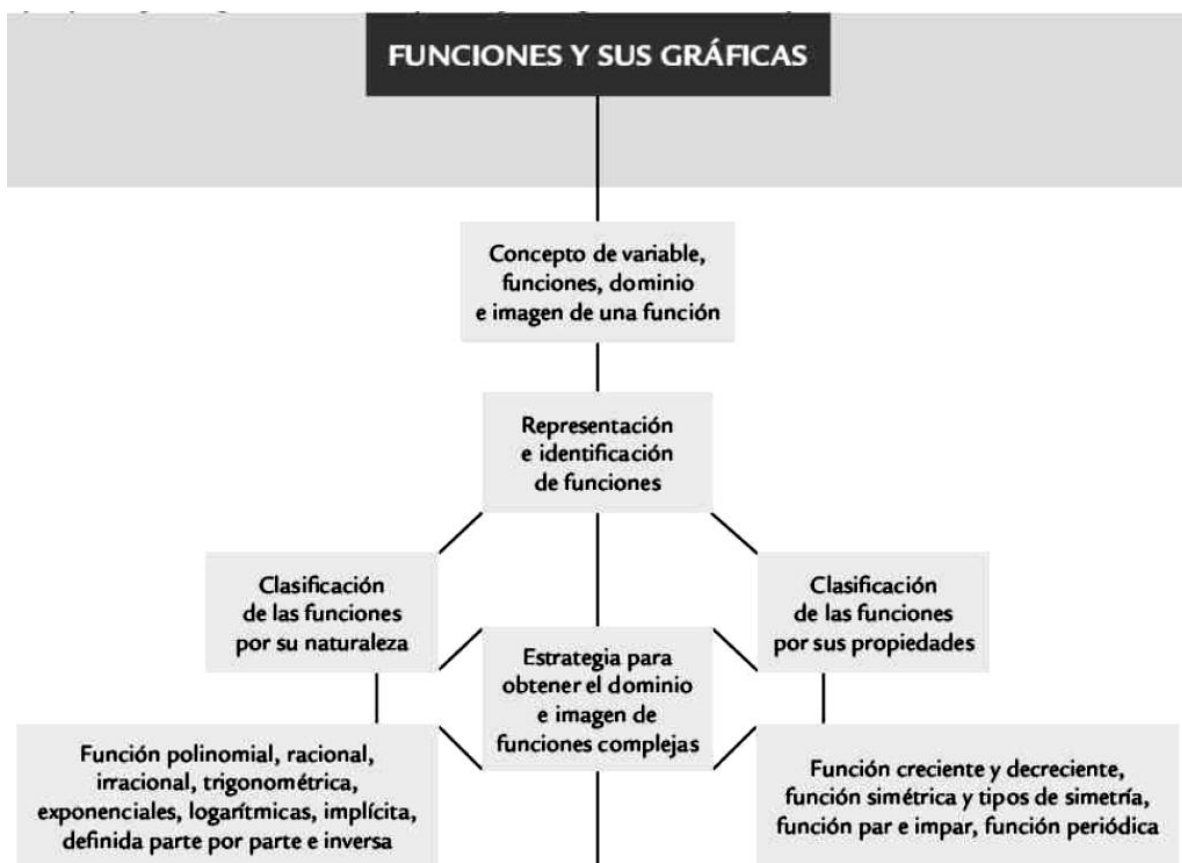 FUNCIONES Y SUS GRÁFICAS
Concepto de variable,
funciones, dominio
e imagen de una función
Representación
e identificación
de funciones
Clasificación
de las funciones
por su naturaleza
Clasificación
de las funciones
por sus propiedades
Estrategia para
obtener el dominio
e imagen de
funciones complejas
Función polinomial, racional,
irracional, trigonométrica,
exponenciales, logarítmicas, implícita,
definida parte por parte e inversa
Función creciente y decreciente,
función simétrica y tipos de simetría,
función par e impar, función periódica